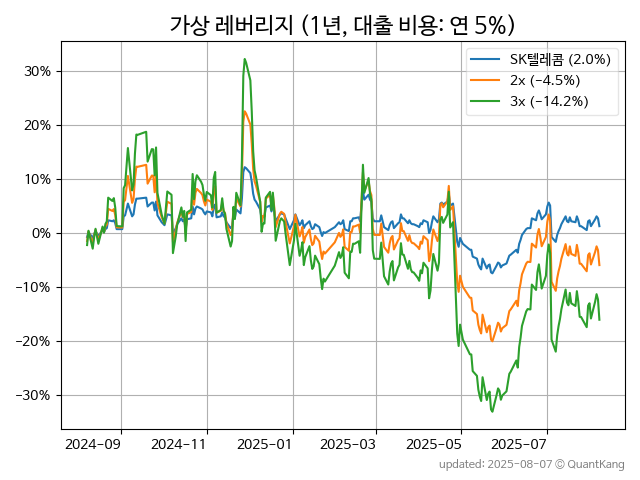 가상 레버리지 (1년, 대출 비용: 연 5%)
SK텔레콤 (2.0%)
2x (−4.5%)
3x (−14.2%)
30%
20%
10%
0%
−10%
−20%
−30%
2024-09
2024-11
2025-01
2025-03
2025-05
2025-07
updated: 2025-08-07 © QuantKang